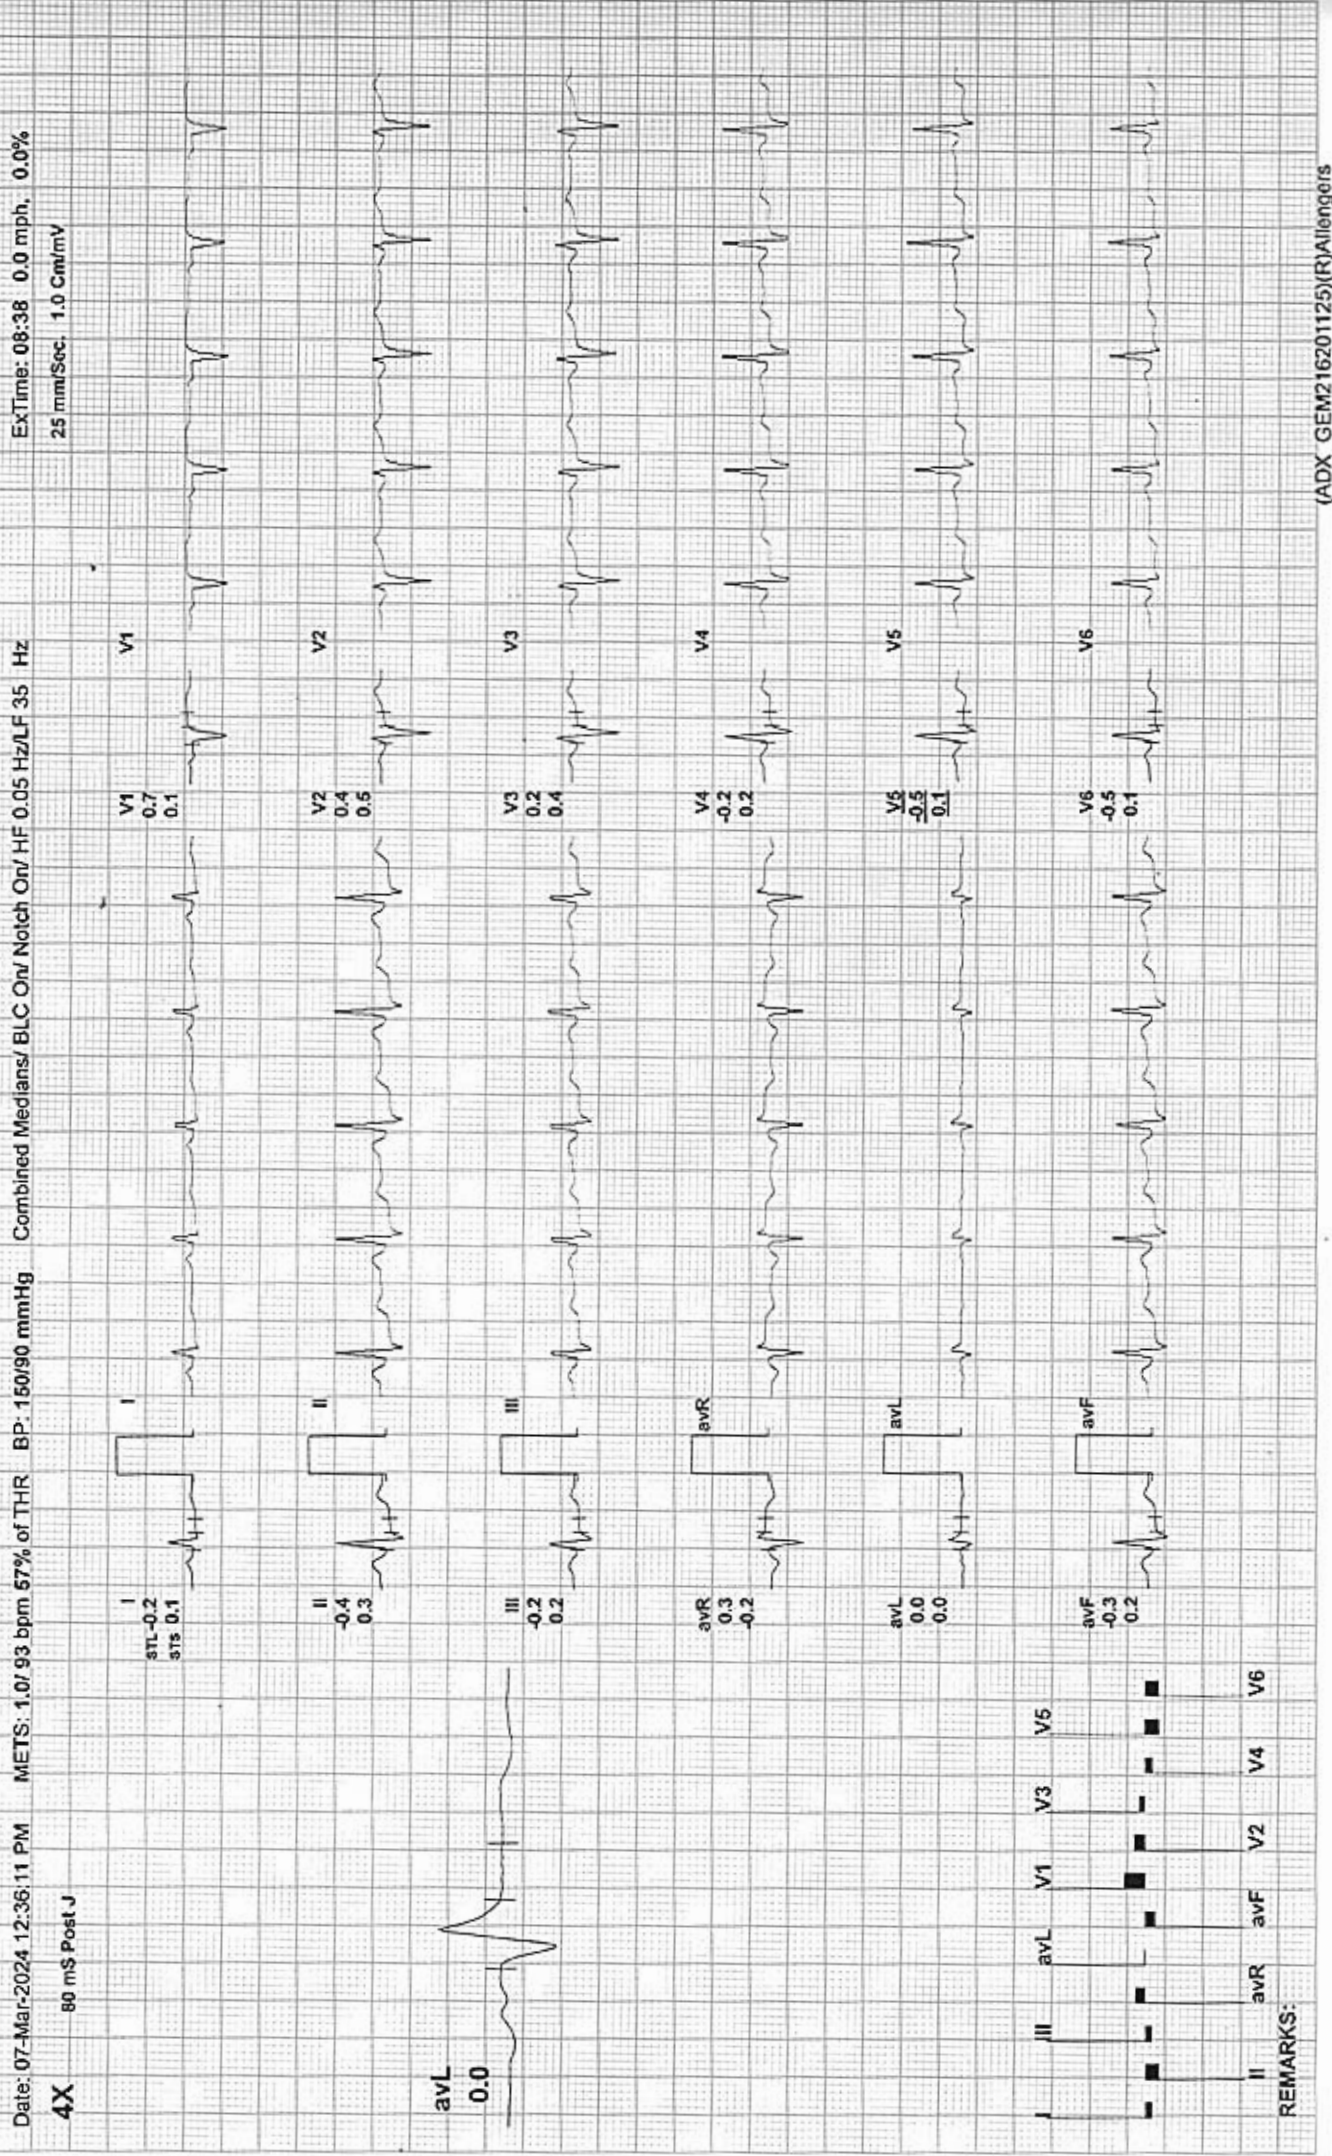 Date: 07-Mar-2024 12:36:11 PM METS: 1.0/ 93 bpm 57% of THR BP: 150/90 mmHg Combined Medians/ BLC On/ Notch On/ HF 0.05 Hz/LF 35 Hz
ExTime: 08:38 0.0 mph, 0.0%
4X
80 mS Post J
25 mm/Sec. 1.0 Cm/mV
avL
0.0
I
STL -0.2
STS 0.1
I
V1
0.7
0.1
V1
II
-0.4
0.3
II
V2
0.4
0.5
V2
III
-0.2
0.2
III
V3
0.2
0.4
V3
avR
0.3
-0.2
avR
V4
-0.2
0.2
V4
avL
0.0
0.0
avL
V5
-0.5
0.1
V5
avF
-0.3
0.2
avF
V6
-0.5
0.1
V6
I III avL V1 V3 V5
II avR avF V2 V4 V6
REMARKS:
(ADX_GEM216201125)(R)Allengers